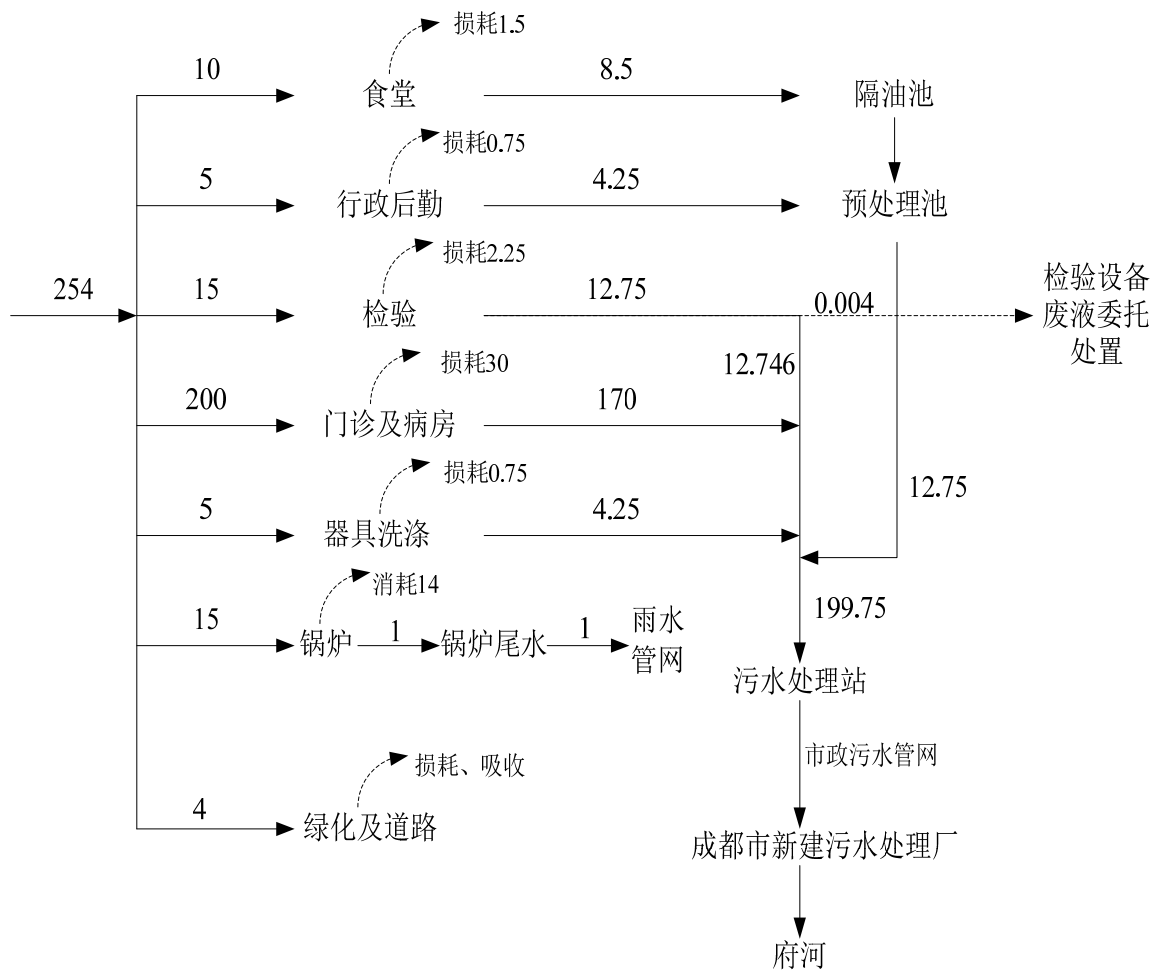 损耗1.5
10
食堂
8.5
隔油池
损耗0.75
5
行政后勤
4.25
预处理池
损耗2.25
254
15
检验
12.75
0.004
检验设备
废液委托
处置
损耗30
12.746
200
门诊及病房
170
损耗0.75
5
器具洗涤
4.25
12.75
消耗14
15
锅炉
1
锅炉尾水
1
雨水
管网
199.75
污水处理站
损耗、吸收
市政污水管网
4
绿化及道路
成都市新建污水处理厂
府河